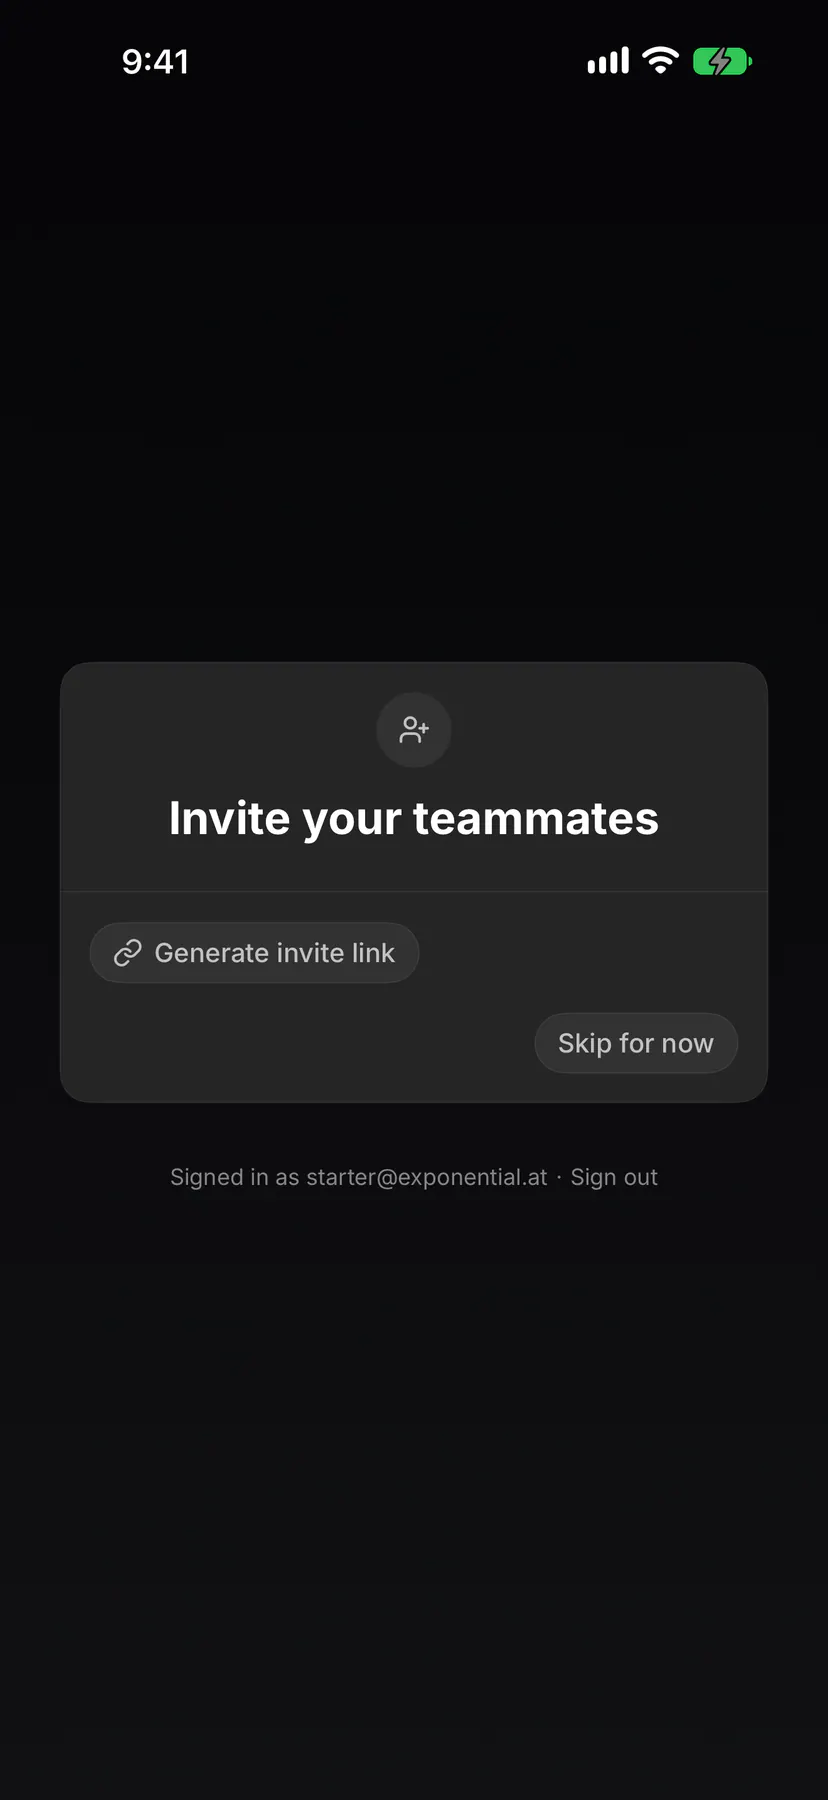 9:41
Invite your teammates
Generate invite link
Skip for now
Signed in as starter@exponential.at · Sign out